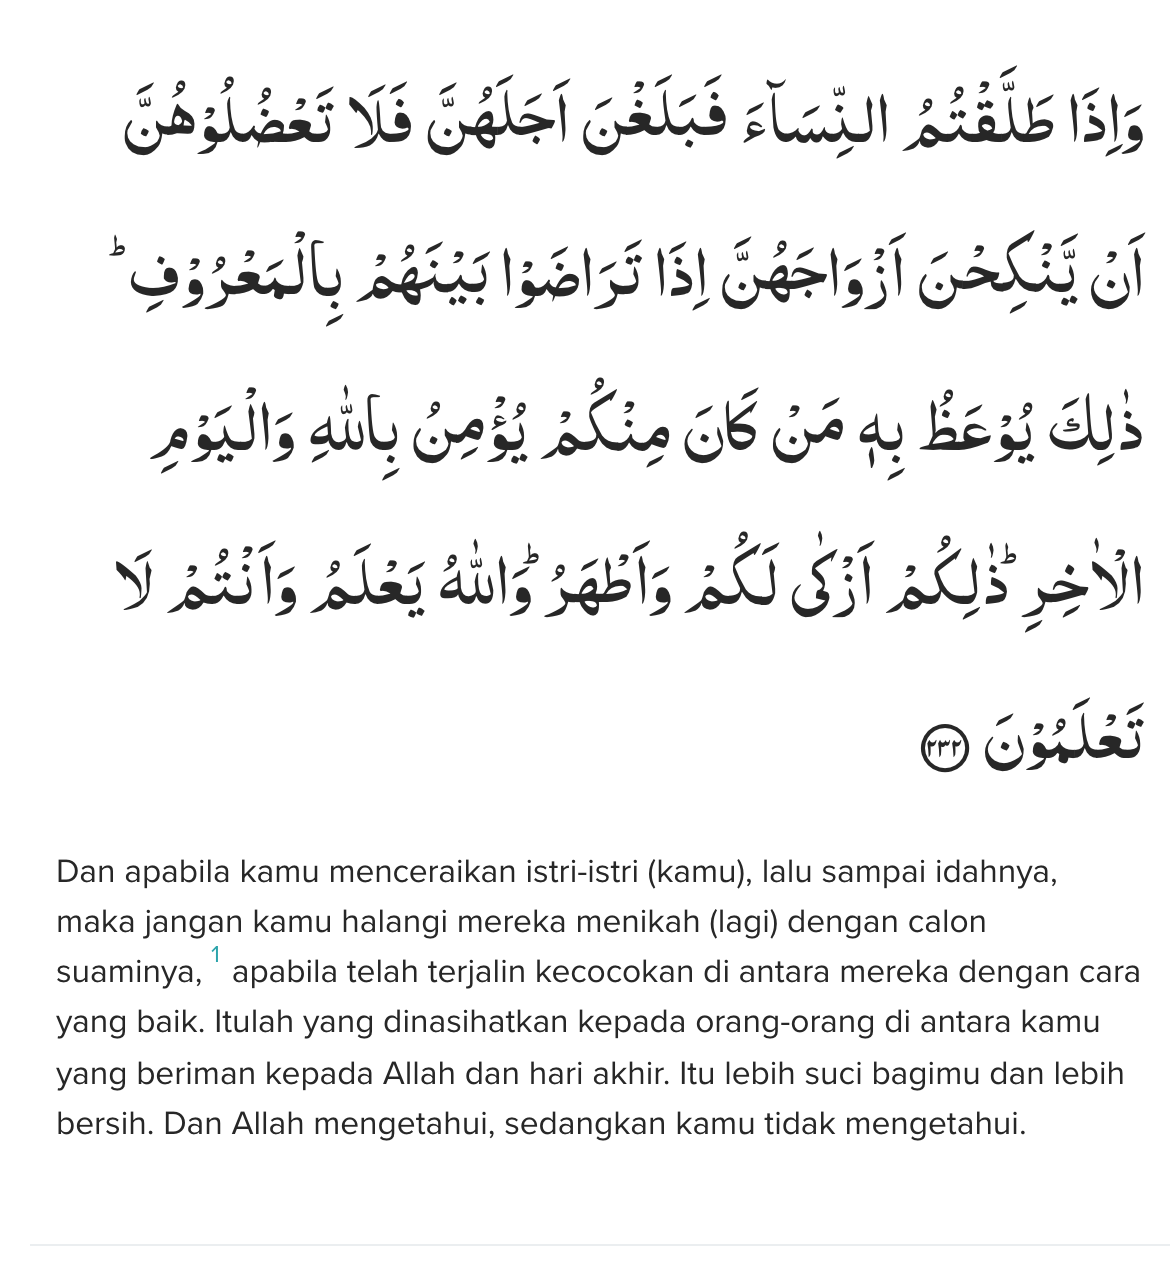 وَاِذَا طَلَّقْتُمُ النِّسَاۤءَ فَبَلَغْنَ اَجَلَهُنَّ فَلَا تَعْضُلُوْهُنَّ
اَنْ يَّنْكِحْنَ اَزْوَاجَهُنَّ اِذَا تَرَاضَوْا بَيْنَهُمْ بِالْمَعْرُوْفِ ۗ
ذٰلِكَ يُوْعَظُ بِهٖ مَنْ كَانَ مِنْكُمْ يُؤْمِنُ بِاللّٰهِ وَالْيَوْمِ
الْاٰخِرِ ۗ ذٰلِكُمْ اَزْكٰى لَكُمْ وَاَطْهَرُ ۗ وَاللّٰهُ يَعْلَمُ وَاَنْتُمْ لَا
تَعْلَمُوْنَ ٢٣٢
Dan apabila kamu menceraikan istri-istri (kamu), lalu sampai idahnya,
maka jangan kamu halangi mereka menikah (lagi) dengan calon
suaminya, 1 apabila telah terjalin kecocokan di antara mereka dengan cara
yang baik. Itulah yang dinasihatkan kepada orang-orang di antara kamu
yang beriman kepada Allah dan hari akhir. Itu lebih suci bagimu dan lebih
bersih. Dan Allah mengetahui, sedangkan kamu tidak mengetahui.